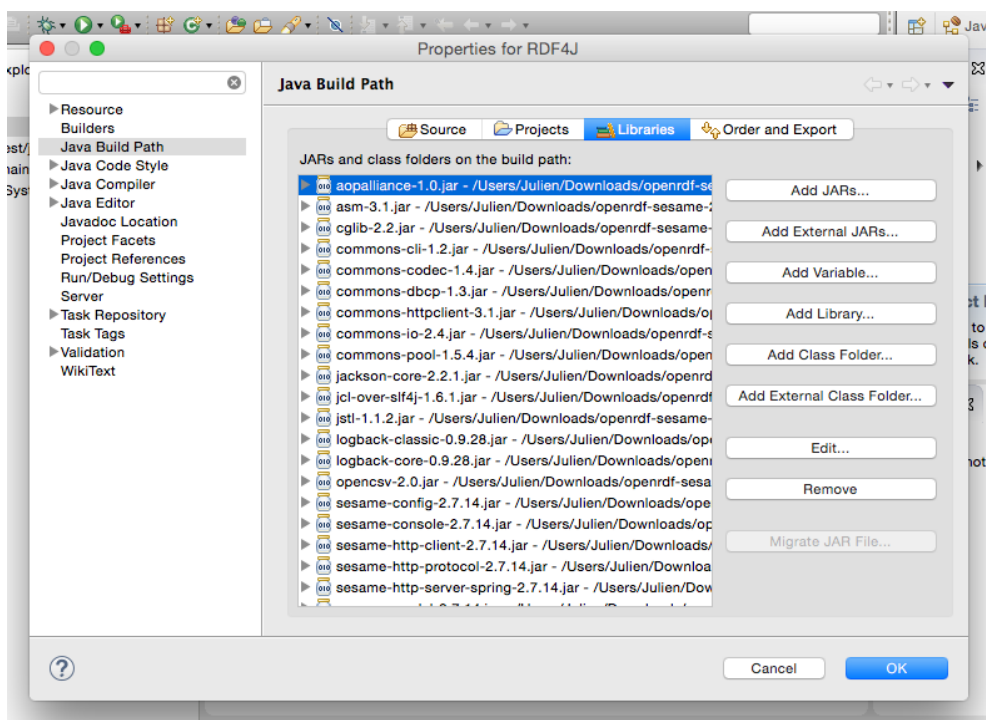 Jav
Properties for RDF4J
xplo
Java Build Path
Resource
Builders
Java Build Path
Java Code Style
Java Compiler
Java Editor
Javadoc Location
Project Facets
Project References
Run/Debug Settings
Server
Task Repository
Task Tags
Validation
WikiText
Source
Projects
Libraries
Order and Export
JARs and class folders on the build path:
aopalliance-1.0.jar - /Users/Julien/Downloads/openrdf-se
asm-3.1.jar - /Users/Julien/Downloads/openrdf-sesame-2
cglib-2.2.jar - /Users/Julien/Downloads/openrdf-sesame-
commons-cli-1.2.jar - /Users/Julien/Downloads/openrdf-
commons-codec-1.4.jar - /Users/Julien/Downloads/open
commons-dbcp-1.3.jar - /Users/Julien/Downloads/openr
commons-httpclient-3.1.jar - /Users/Julien/Downloads/o
commons-io-2.4.jar - /Users/Julien/Downloads/openrdf-s
commons-pool-1.5.4.jar - /Users/Julien/Downloads/open
jackson-core-2.2.1.jar - /Users/Julien/Downloads/openrd
jcl-over-slf4j-1.6.1.jar - /Users/Julien/Downloads/openrdf
jstl-1.1.2.jar - /Users/Julien/Downloads/openrdf-sesame-
logback-classic-0.9.28.jar - /Users/Julien/Downloads/ope
logback-core-0.9.28.jar - /Users/Julien/Downloads/open
opencsv-2.0.jar - /Users/Julien/Downloads/openrdf-sesa
sesame-config-2.7.14.jar - /Users/Julien/Downloads/ope
sesame-console-2.7.14.jar - /Users/Julien/Downloads/op
sesame-http-client-2.7.14.jar - /Users/Julien/Downloads/
sesame-http-protocol-2.7.14.jar - /Users/Julien/Downloa
sesame-http-server-spring-2.7.14.jar - /Users/Julien/Dow
Add JARs...
Add External JARs...
Add Variable...
Add Library...
Add Class Folder...
Add External Class Folder...
Edit...
Remove
Migrate JAR File...
Cancel
OK